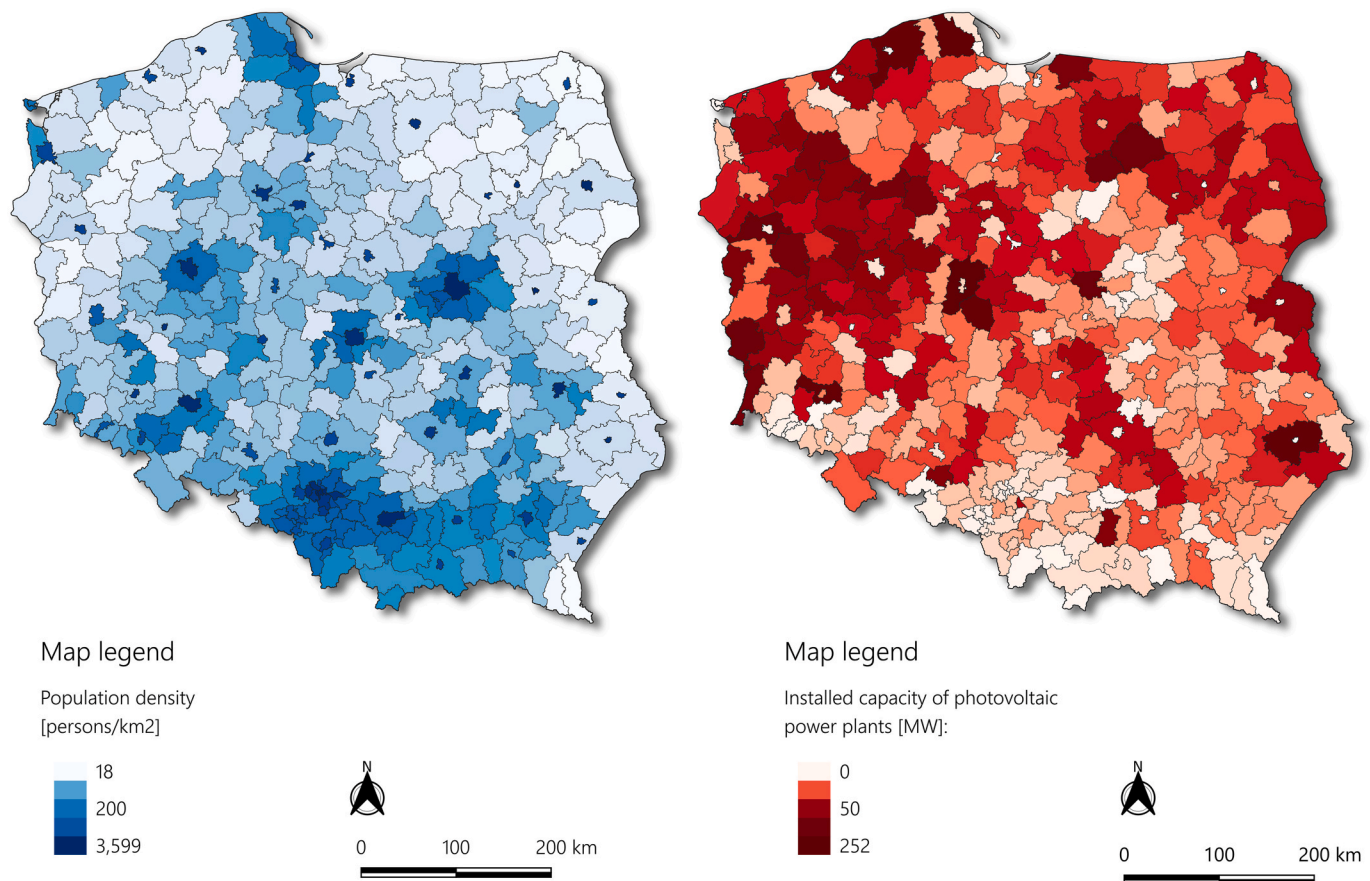 Map legend
Population density
[persons/km2]
18
200
3,599
N
0 100 200 km
Map legend
Installed capacity of photovoltaic
power plants [MW]:
0
50
252
N
0 100 200 km